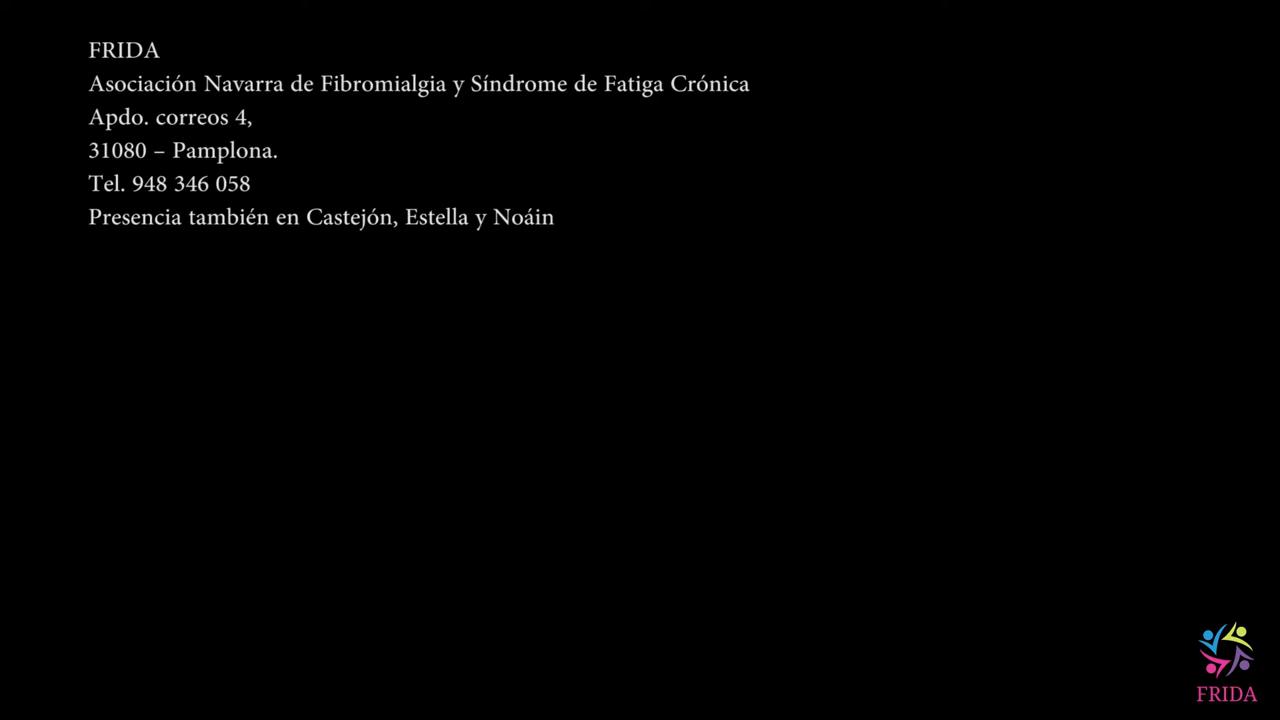 FRIDA
Asociación Navarra de Fibromialgia y Síndrome de Fatiga Crónica
Apdo. correos 4,
31080 – Pamplona.
Tel. 948 346 058
Presencia también en Castejón, Estella y Noáin
FRIDA